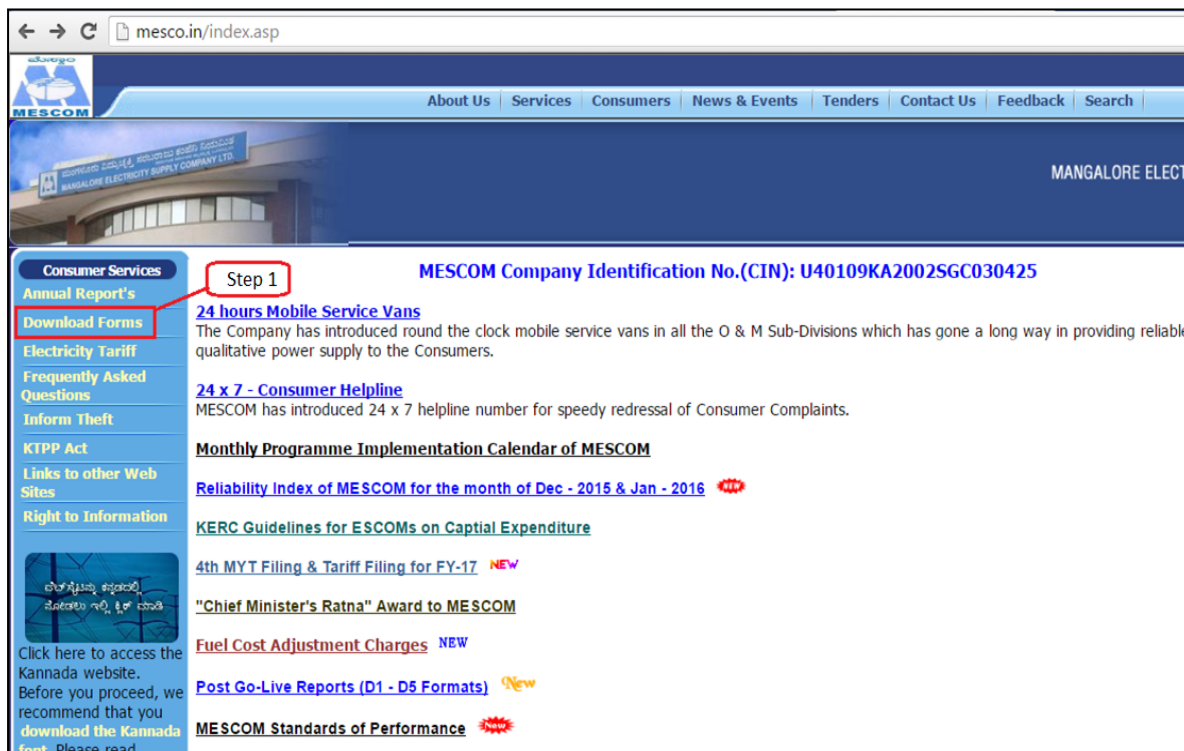 mesco.in/index.asp
ಮೆಸ್ಕಾಂ
MESCOM
About Us Services Consumers News & Events Tenders Contact Us Feedback Search
MANGALORE ELECTRICITY SUPPLY COMPANY LTD.
MANGALORE ELECT
Consumer Services
Annual Report's
Download Forms
Electricity Tariff
Frequently Asked
Questions
Inform Theft
KTPP Act
Links to other Web
Sites
Right to Information
Step 1
MESCOM Company Identification No.(CIN): U40109KA2002SGC030425
24 hours Mobile Service Vans
The Company has introduced round the clock mobile service vans in all the O & M Sub-Divisions which has gone a long way in providing reliable
qualitative power supply to the Consumers.
24 x 7 - Consumer Helpline
MESCOM has introduced 24 x 7 helpline number for speedy redressal of Consumer Complaints.
Monthly Programme Implementation Calendar of MESCOM
Reliability Index of MESCOM for the month of Dec - 2015 & Jan - 2016 NEW
KERC Guidelines for ESCOMs on Captial Expenditure
4th MYT Filing & Tariff Filing for FY-17 NEW
"Chief Minister's Ratna" Award to MESCOM
Fuel Cost Adjustment Charges NEW
Post Go-Live Reports (D1 - D5 Formats) New
MESCOM Standards of Performance New
ನೋಡಲು ಇಲ್ಲಿ ಕ್ಲಿಕ್ ಮಾಡಿ
Click here to access the
Kannada website.
Before you proceed, we
recommend that you
download the Kannada
font. Please read